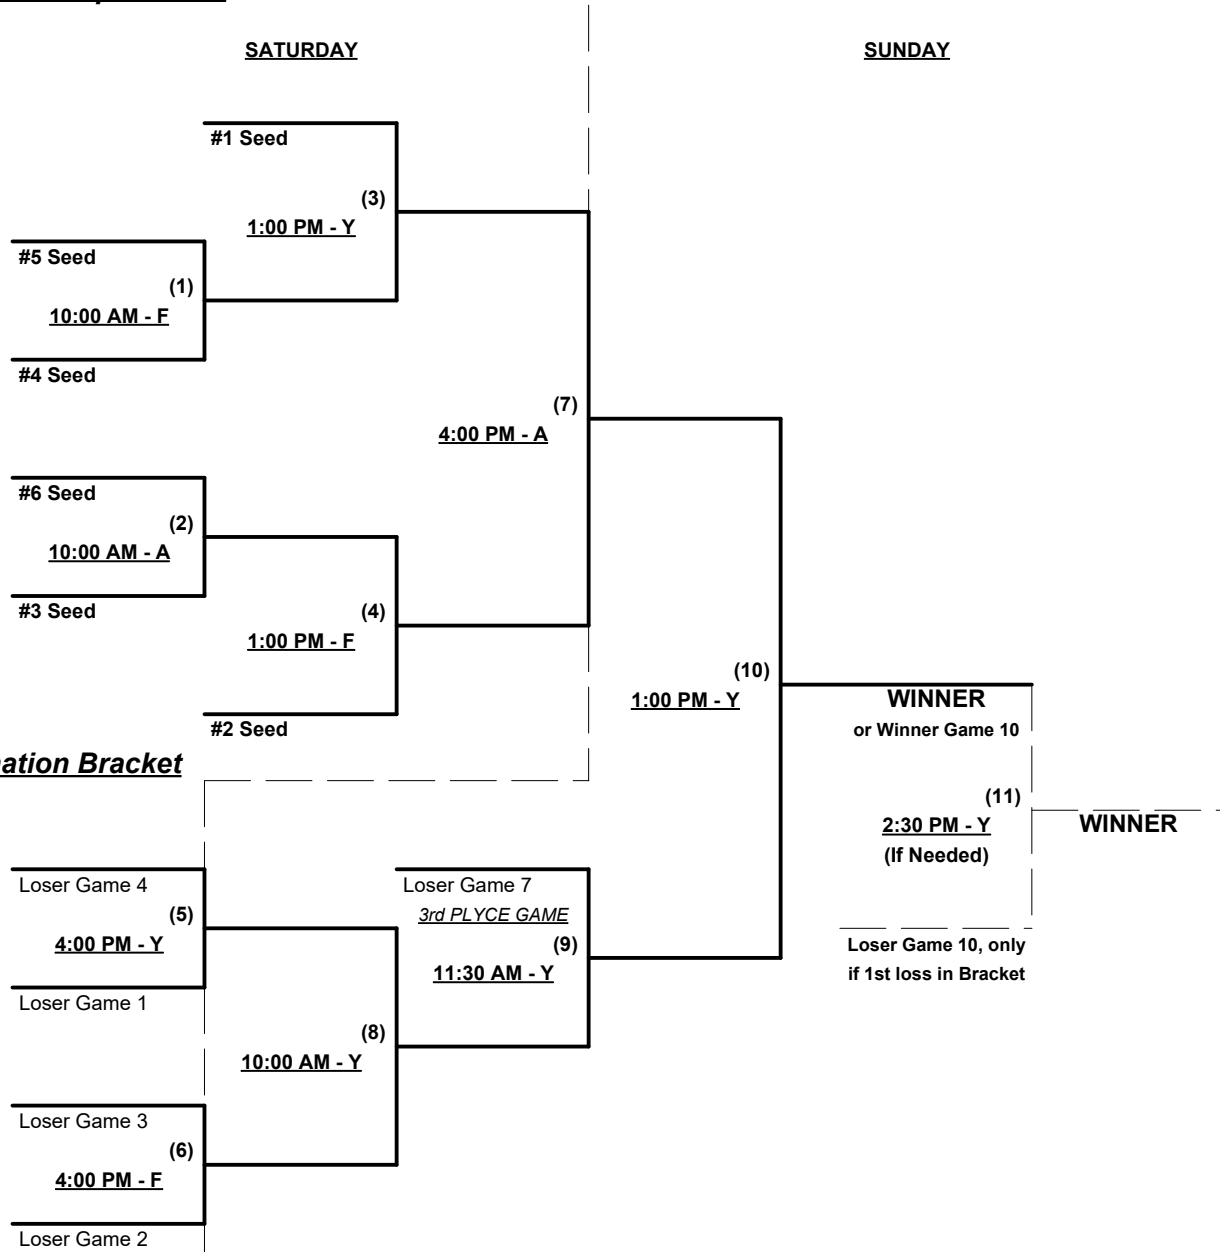 SATURDAY
SUNDAY
#1 Seed
(3)
1:00 PM - Y
#5 Seed
(1)
10:00 AM - F
#4 Seed
(7)
4:00 PM - A
#6 Seed
(2)
10:00 AM - A
#3 Seed
(4)
1:00 PM - F
#2 Seed
(10)
1:00 PM - Y
WINNER
or Winner Game 10
ation Bracket
(11)
2:30 PM - Y
(If Needed)
WINNER
Loser Game 4
(5)
4:00 PM - Y
Loser Game 1
Loser Game 7
3rd PLYCE GAME
(9)
11:30 AM - Y
Loser Game 10, only
if 1st loss in Bracket
(8)
10:00 AM - Y
Loser Game 3
(6)
4:00 PM - F
Loser Game 2